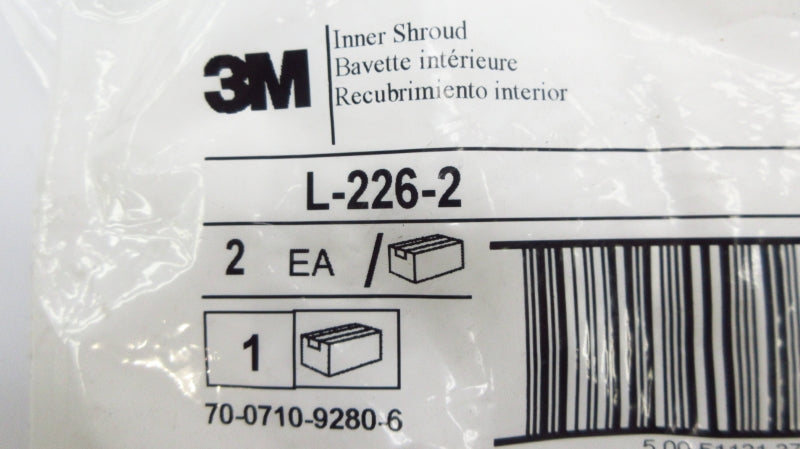 3M
Inner Shroud
Bavette intérieure
Recubrimiento interior
L-226-2
2 EA /
1
70-0710-9280-6